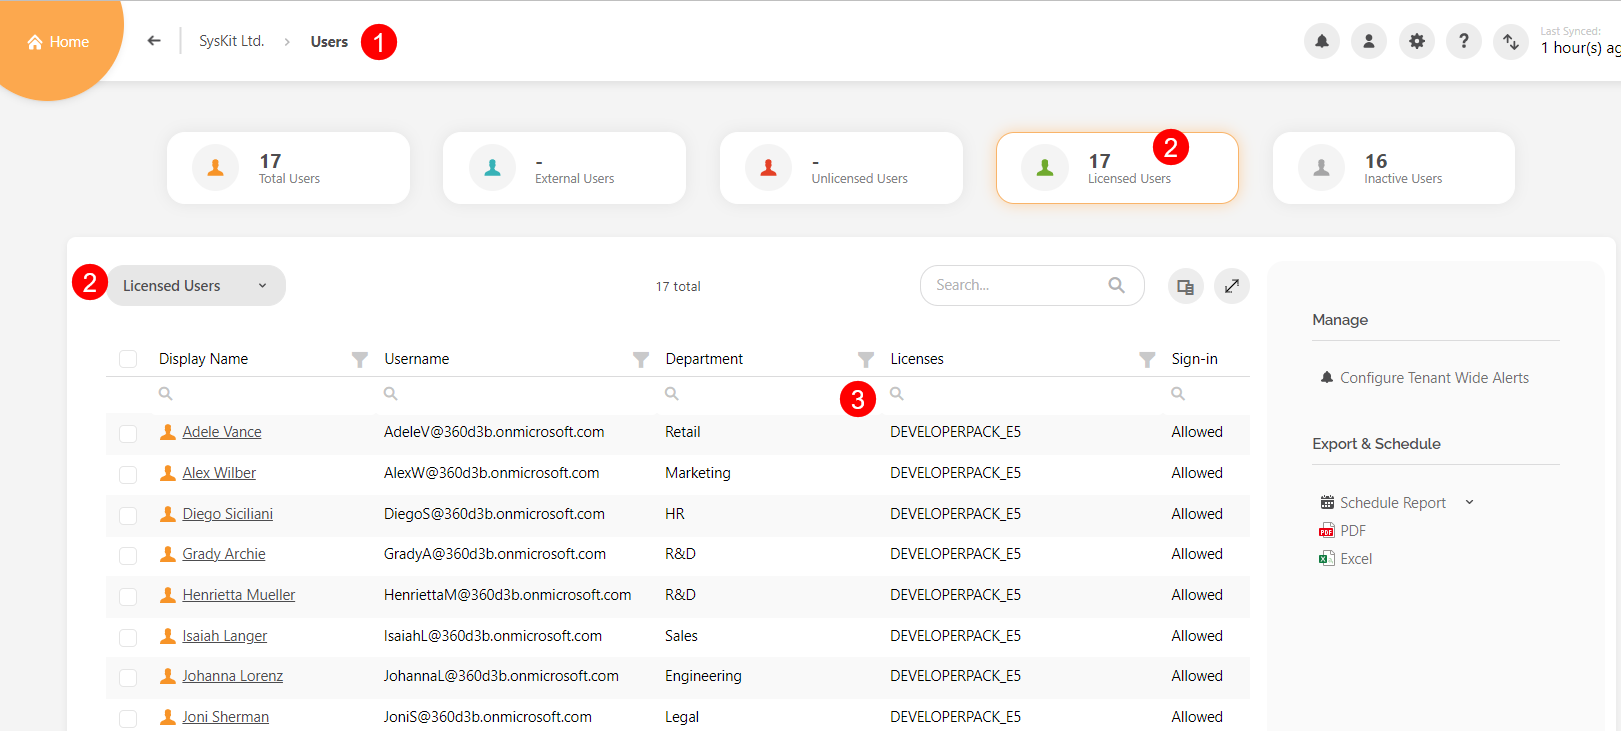 Home
SysKit Ltd. > Users 1
?
Last Synced:
1 hour(s) ag
17
Total Users
-
External Users
-
Unlicensed Users
17 2
Licensed Users
16
Inactive Users
2 Licensed Users
17 total
Search...
Display Name Username Department Licenses Sign-in
3
Adele Vance AdeleV@360d3b.onmicrosoft.com Retail DEVELOPERPACK_E5 Allowed
Alex Wilber AlexW@360d3b.onmicrosoft.com Marketing DEVELOPERPACK_E5 Allowed
Diego Siciliani DiegoS@360d3b.onmicrosoft.com HR DEVELOPERPACK_E5 Allowed
Grady Archie GradyA@360d3b.onmicrosoft.com R&D DEVELOPERPACK_E5 Allowed
Henrietta Mueller HenriettaM@360d3b.onmicrosoft.com R&D DEVELOPERPACK_E5 Allowed
Isaiah Langer IsaiahL@360d3b.onmicrosoft.com Sales DEVELOPERPACK_E5 Allowed
Johanna Lorenz JohannaL@360d3b.onmicrosoft.com Engineering DEVELOPERPACK_E5 Allowed
Joni Sherman JoniS@360d3b.onmicrosoft.com Legal DEVELOPERPACK_E5 Allowed
Manage
Configure Tenant Wide Alerts
Export & Schedule
Schedule Report
PDF PDF
Excel